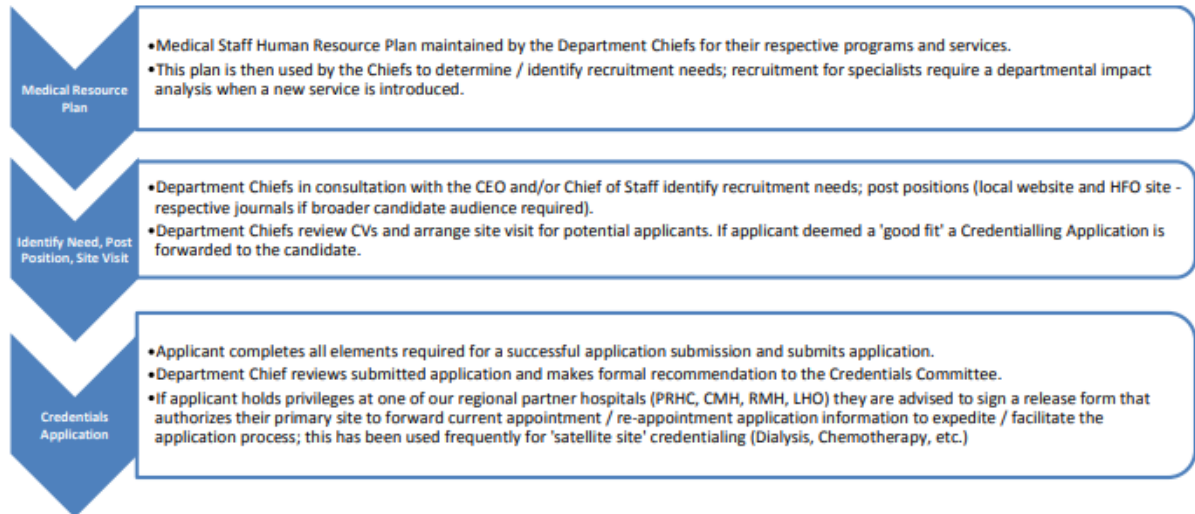 Medical Resource
Plan
•Medical Staff Human Resource Plan maintained by the Department Chiefs for their respective programs and services.
•This plan is then used by the Chiefs to determine / identify recruitment needs; recruitment for specialists require a departmental impact
analysis when a new service is introduced.
Identify Need, Post
Position, Site Visit
•Department Chiefs in consultation with the CEO and/or Chief of Staff identify recruitment needs; post positions (local website and HFO site -
respective journals if broader candidate audience required).
•Department Chiefs review CVs and arrange site visit for potential applicants. If applicant deemed a 'good fit' a Credentialling Application is
forwarded to the candidate.
Credentials
Application
•Applicant completes all elements required for a successful application submission and submits application.
•Department Chief reviews submitted application and makes formal recommendation to the Credentials Committee.
•If applicant holds privileges at one of our regional partner hospitals (PRHC, CMH, RMH, LHO) they are advised to sign a release form that
authorizes their primary site to forward current appointment / re-appointment application information to expedite / facilitate the
application process; this has been used frequently for 'satellite site' credentialing (Dialysis, Chemotherapy, etc.)